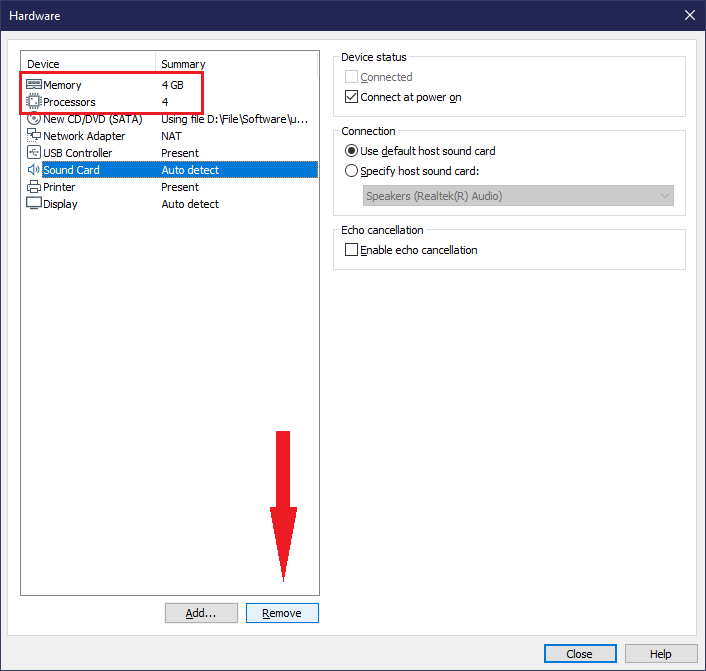 Hardware
Device Summary
Memory 4 GB
Processors 4
New CD/DVD (SATA) Using file D:\File\Software\u...
Network Adapter NAT
USB Controller Present
Sound Card Auto detect
Printer Present
Display Auto detect
Add...
Remove
Device status
Connected
Connect at power on
Connection
Use default host sound card
Specify host sound card:
Speakers (Realtek(R) Audio)
Echo cancellation
Enable echo cancellation
Close
Help